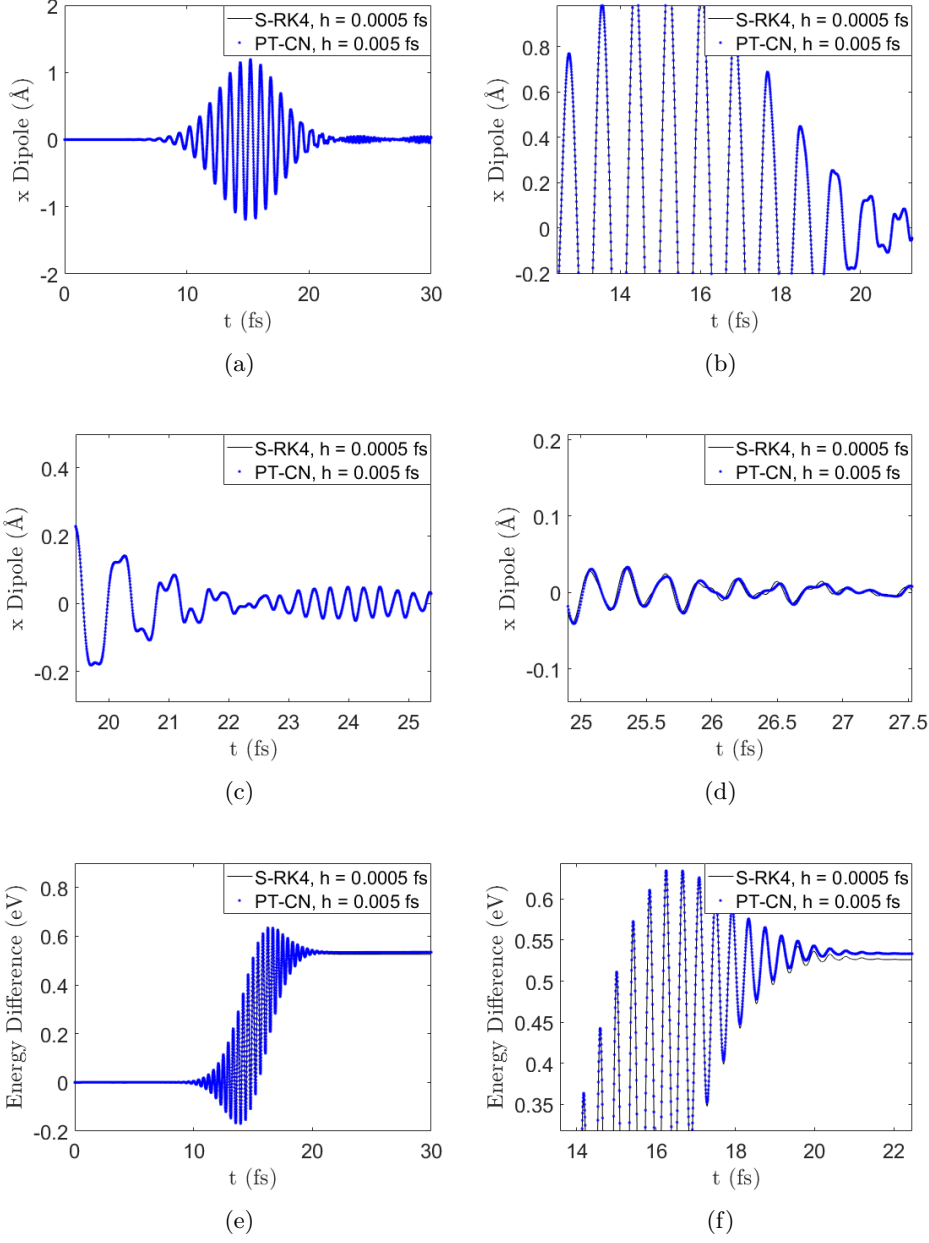 S-RK4, h = 0.0005 fs
PT-CN, h = 0.005 fs
x Dipole (Å)
2
1
0
-1
-2
0 10 20 30
t (fs)
(a)
S-RK4, h = 0.0005 fs
PT-CN, h = 0.005 fs
x Dipole (Å)
0.8
0.6
0.4
0.2
0
-0.2
14 16 18 20
t (fs)
(b)
S-RK4, h = 0.0005 fs
PT-CN, h = 0.005 fs
x Dipole (Å)
0.4
0.2
0
-0.2
20 21 22 23 24 25
t (fs)
(c)
S-RK4, h = 0.0005 fs
PT-CN, h = 0.005 fs
x Dipole (Å)
0.2
0.1
0
-0.1
25 25.5 26 26.5 27 27.5
t (fs)
(d)
S-RK4, h = 0.0005 fs
PT-CN, h = 0.005 fs
Energy Difference (eV)
0.8
0.6
0.4
0.2
0
-0.2
0 10 20 30
t (fs)
(e)
S-RK4, h = 0.0005 fs
PT-CN, h = 0.005 fs
Energy Difference (eV)
0.6
0.55
0.5
0.45
0.4
0.35
14 16 18 20 22
t (fs)
(f)